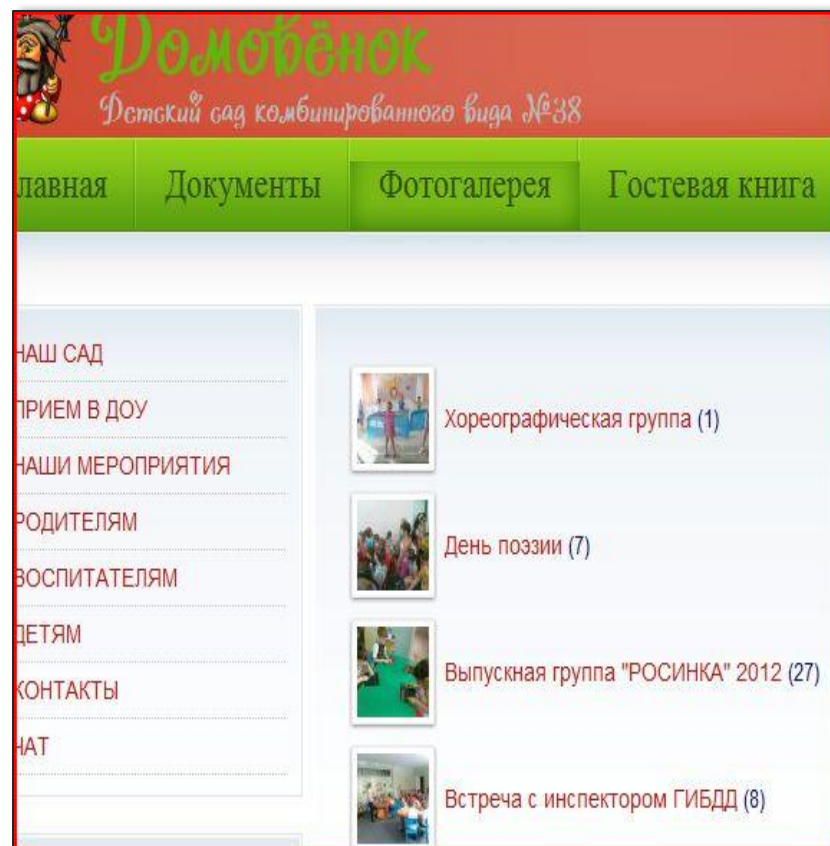 Домовёнок
Детский сад комбинированного вида №38
лавная
Документы
Фотогалерея
Гостевая книга
НАШ САД
ПРИЕМ В ДОУ
НАШИ МЕРОПРИЯТИЯ
РОДИТЕЛЯМ
ВОСПИТАТЕЛЯМ
ДЕТЯМ
КОНТАКТЫ
ЧАТ
Хореографическая группа (1)
День поэзии (7)
Выпускная группа "РОСИНКА" 2012 (27)
Встреча с инспектором ГИБДД (8)